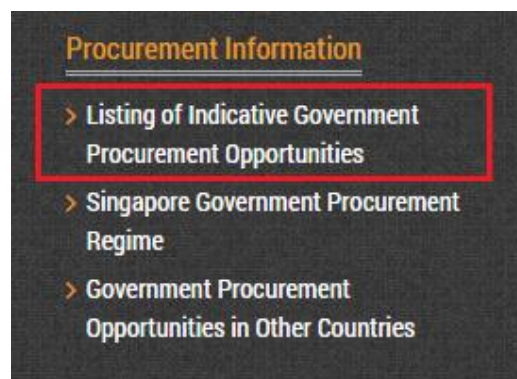 Procurement Information
Listing of Indicative Government
Procurement Opportunities
Singapore Government Procurement
Regime
Government Procurement
Opportunities in Other Countries